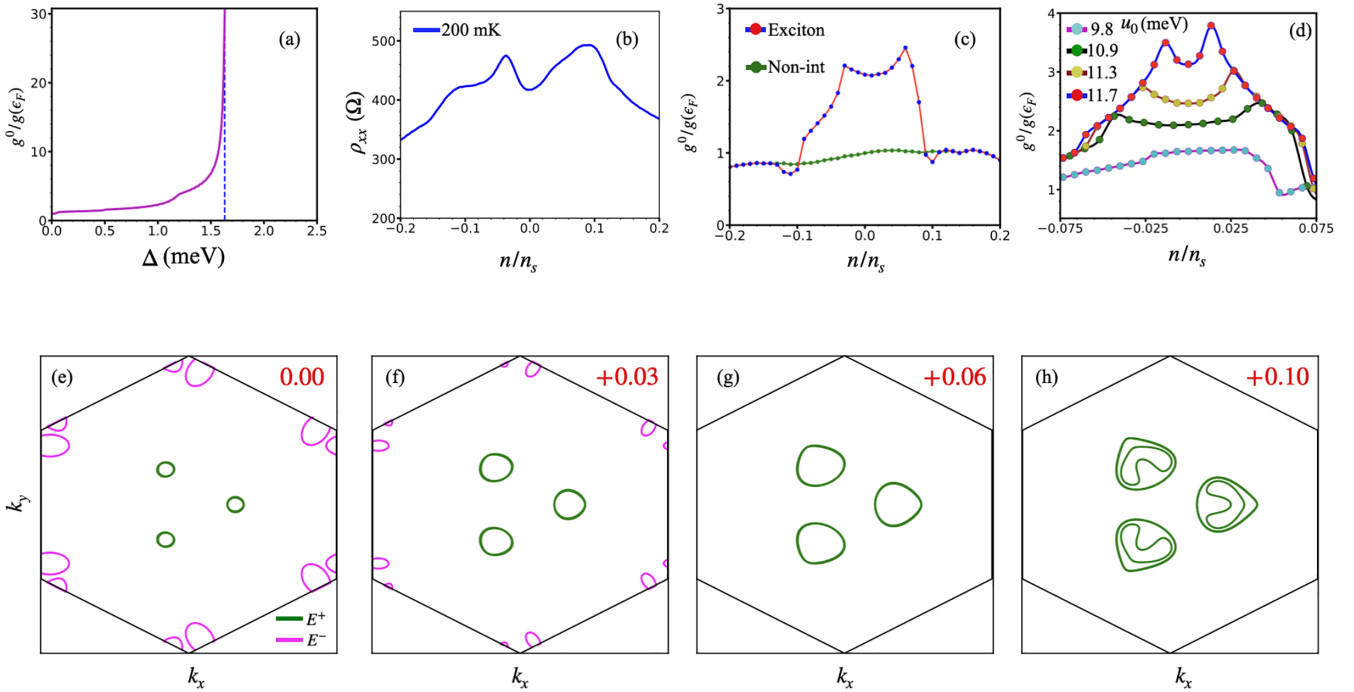 (a)
g⁰/g(ϵ_F)
30
20
10
0
0.0 0.5 1.0 1.5 2.0 2.5
Δ (meV)
(b)
200 mK
ρ_xx (Ω)
500
400
300
200
−0.2 −0.1 0.0 0.1 0.2
n/n_s
(c)
Exciton
Non-int
g⁰/g(ϵ_F)
3
2
1
0
−0.2 −0.1 0.0 0.1 0.2
n/n_s
(d)
u₀ (meV)
9.8
10.9
11.3
11.7
g⁰/g(ϵ_F)
4
3
2
1
−0.075 −0.025 0.025 0.075
n/n_s
(e) 0.00
k_y
E⁺
E⁻
k_x
(f) +0.03
k_x
(g) +0.06
k_x
(h) +0.10
k_x